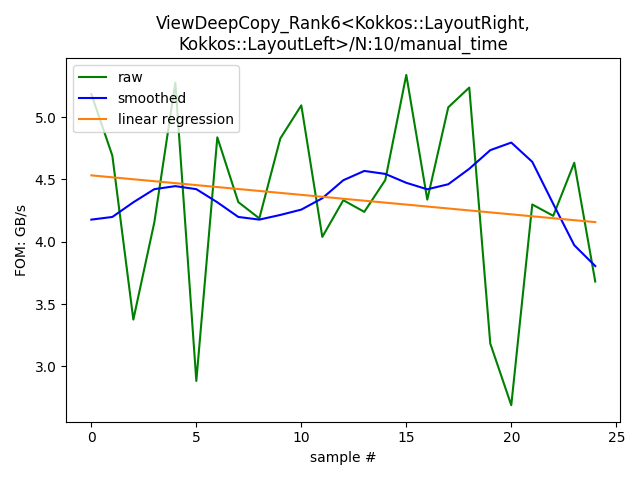 ViewDeepCopy_Rank6<Kokkos::LayoutRight,
Kokkos::LayoutLeft>/N:10/manual_time
raw
smoothed
linear regression
FOM: GB/s
5.0
4.5
4.0
3.5
3.0
0
5
10
15
20
25
sample #